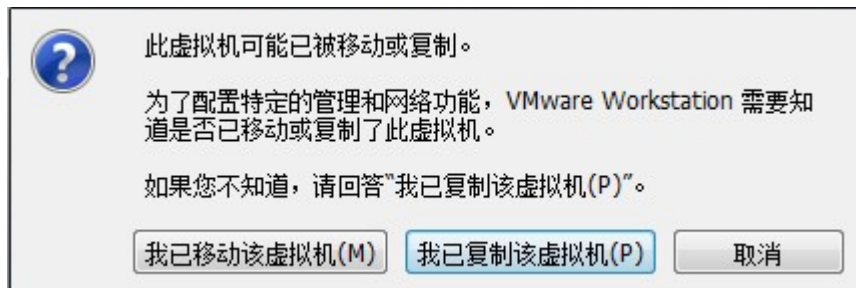 此虚拟机可能已被移动或复制。
为了配置特定的管理和网络功能，VMware Workstation 需要知
道是否已移动或复制了此虚拟机。
如果您不知道，请回答“我已复制该虚拟机(P)”。
我已移动该虚拟机(M) 我已复制该虚拟机(P) 取消